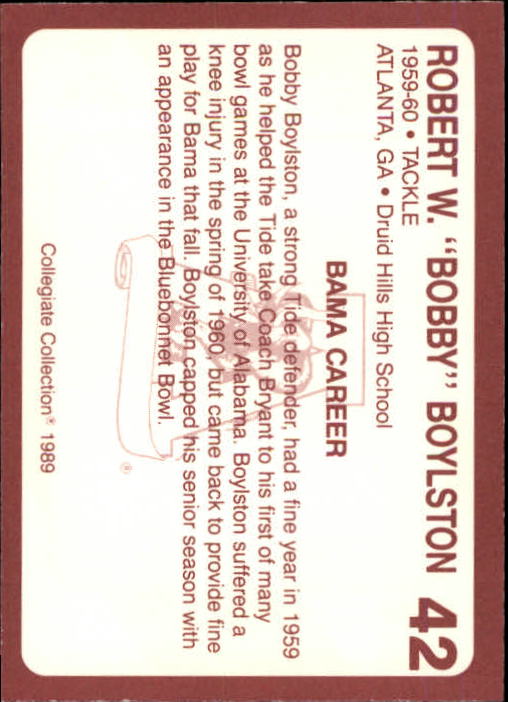 ROBERT W. "BOBBY" BOYLSTON 42
1959-60 • TACKLE
ATLANTA, GA • Druid Hills High School
BAMA CAREER
Bobby Boylston, a strong Tide defender, had a fine year in 1959
as he helped the Tide take Coach Bryant to his first of many
bowl games at the University of Alabama. Boylston suffered a
knee injury in the spring of 1960 but came back to provide fine
play for Bama that fall. Boylston capped his senior season with
an appearance in the Bluebonnet Bowl.
®
Collegiate Collection® 1989